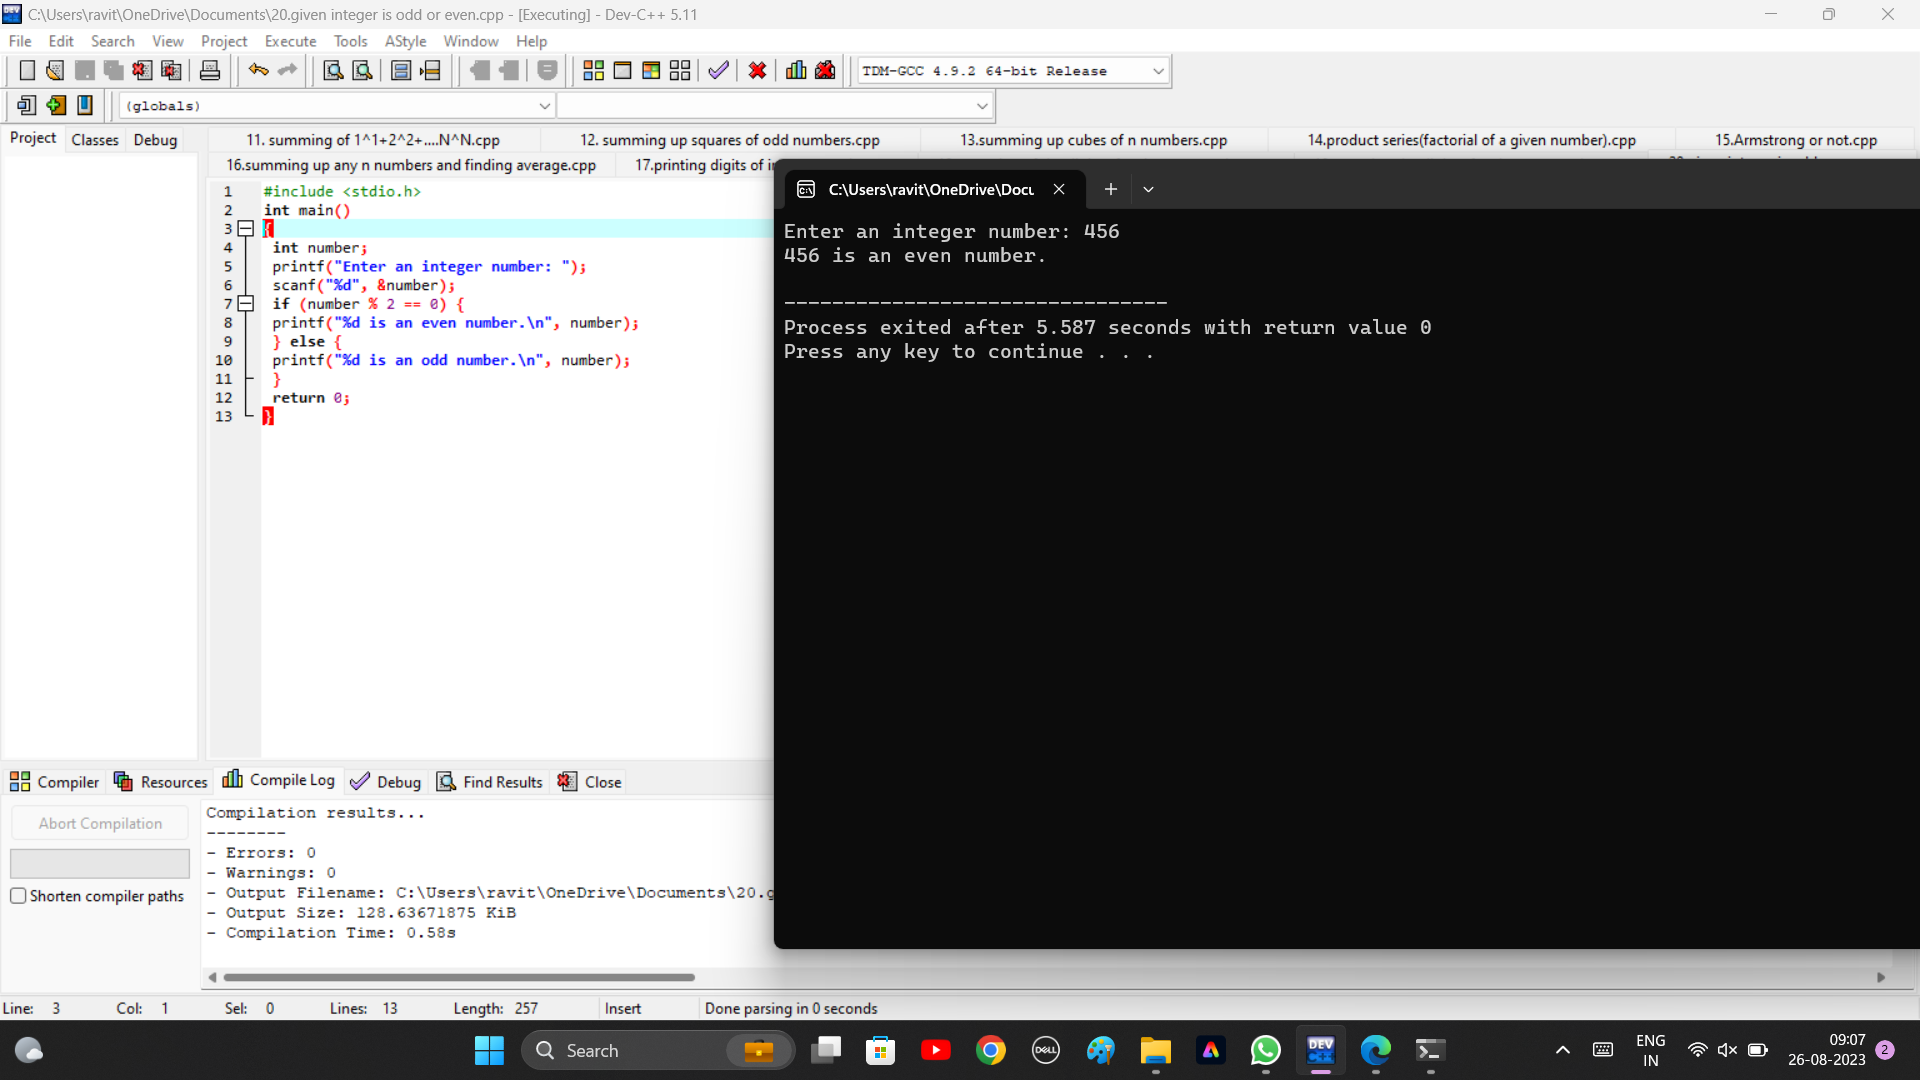 C:\Users\ravit\OneDrive\Documents\20.given integer is odd or even.cpp - [Executing] - Dev-C++ 5.11
File Edit Search View Project Execute Tools AStyle Window Help
TDM-GCC 4.9.2 64-bit Release
(globals)
Project Classes Debug
11. summing of 1^1+2^2+....N^N.cpp 12. summing up squares of odd numbers.cpp 13.summing up cubes of n numbers.cpp 14.product series(factorial of a given number).cpp 15.Armstrong or not.cpp
16.summing up any n numbers and finding average.cpp 17.printing digits of
1 #include <stdio.h>
2 int main()
3 {
4 int number;
5 printf("Enter an integer number: ");
6 scanf("%d", &number);
7 if (number % 2 == 0) {
8 printf("%d is an even number.\n", number);
9 } else {
10 printf("%d is an odd number.\n", number);
11 }
12 return 0;
13 }
C:\Users\ravit\OneDrive\Docu
Enter an integer number: 456
456 is an even number.
--------------------------------
Process exited after 5.587 seconds with return value 0
Press any key to continue . . .
Compiler Resources Compile Log Debug Find Results Close
Abort Compilation
Shorten compiler paths
Compilation results...
--------
- Errors: 0
- Warnings: 0
- Output Filename: C:\Users\ravit\OneDrive\Documents\20.g
- Output Size: 128.63671875 KiB
- Compilation Time: 0.58s
Line: 3 Col: 1 Sel: 0 Lines: 13 Length: 257 Insert Done parsing in 0 seconds
Search
DELL
DEV
ENG
IN
09:07
26-08-2023
2